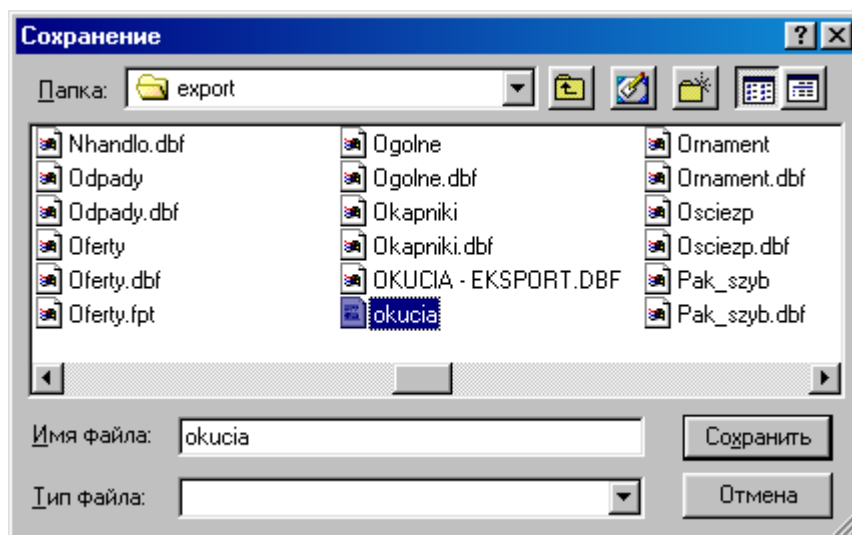 Сохранение
Папка: export
Nhandlo.dbf Ogolne Ornament
Odpady Ogolne.dbf Ornament.dbf
Odpady.dbf Okapniki Osciezp
Oferty Okapniki.dbf Osciezp.dbf
Oferty.dbf OKUCIA - EKSPORT.DBF Pak_szyb
Oferty.fpt okucia Pak_szyb.dbf
Имя файла: okucia Сохранить
Тип файла: Отмена